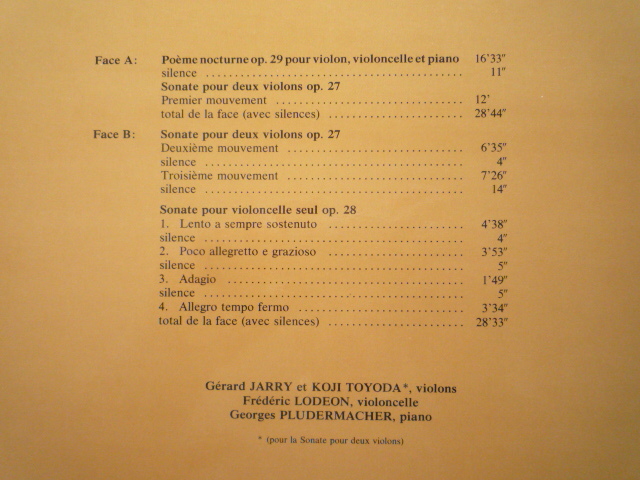 Face A: Poème nocturne op. 29 pour violon, violoncelle et piano 16'33"
silence ........................................ 11"
Sonate pour deux violons op. 27
Premier mouvement ............................. 12'
total de la face (avec silences) ..................... 28'44"
Face B: Sonate pour deux violons op. 27
Deuxième mouvement ........................... 6'35"
silence ........................................ 4"
Troisième mouvement ........................... 7'26"
silence ........................................ 14"
Sonate pour violoncelle seul op. 28
1. Lento a sempre sostenuto ..................... 4'38"
silence ........................................ 4"
2. Poco allegretto e grazioso ..................... 3'53"
silence ........................................ 5"
3. Adagio ...................................... 1'49"
silence ........................................ 5"
4. Allegro tempo fermo ......................... 3'34"
total de la face (avec silences) ..................... 28'33"
Gérard JARRY et KOJI TOYODA*, violons
Frédéric LODEON, violoncelle
Georges PLUDERMACHER, piano
* (pour la Sonate pour deux violons)